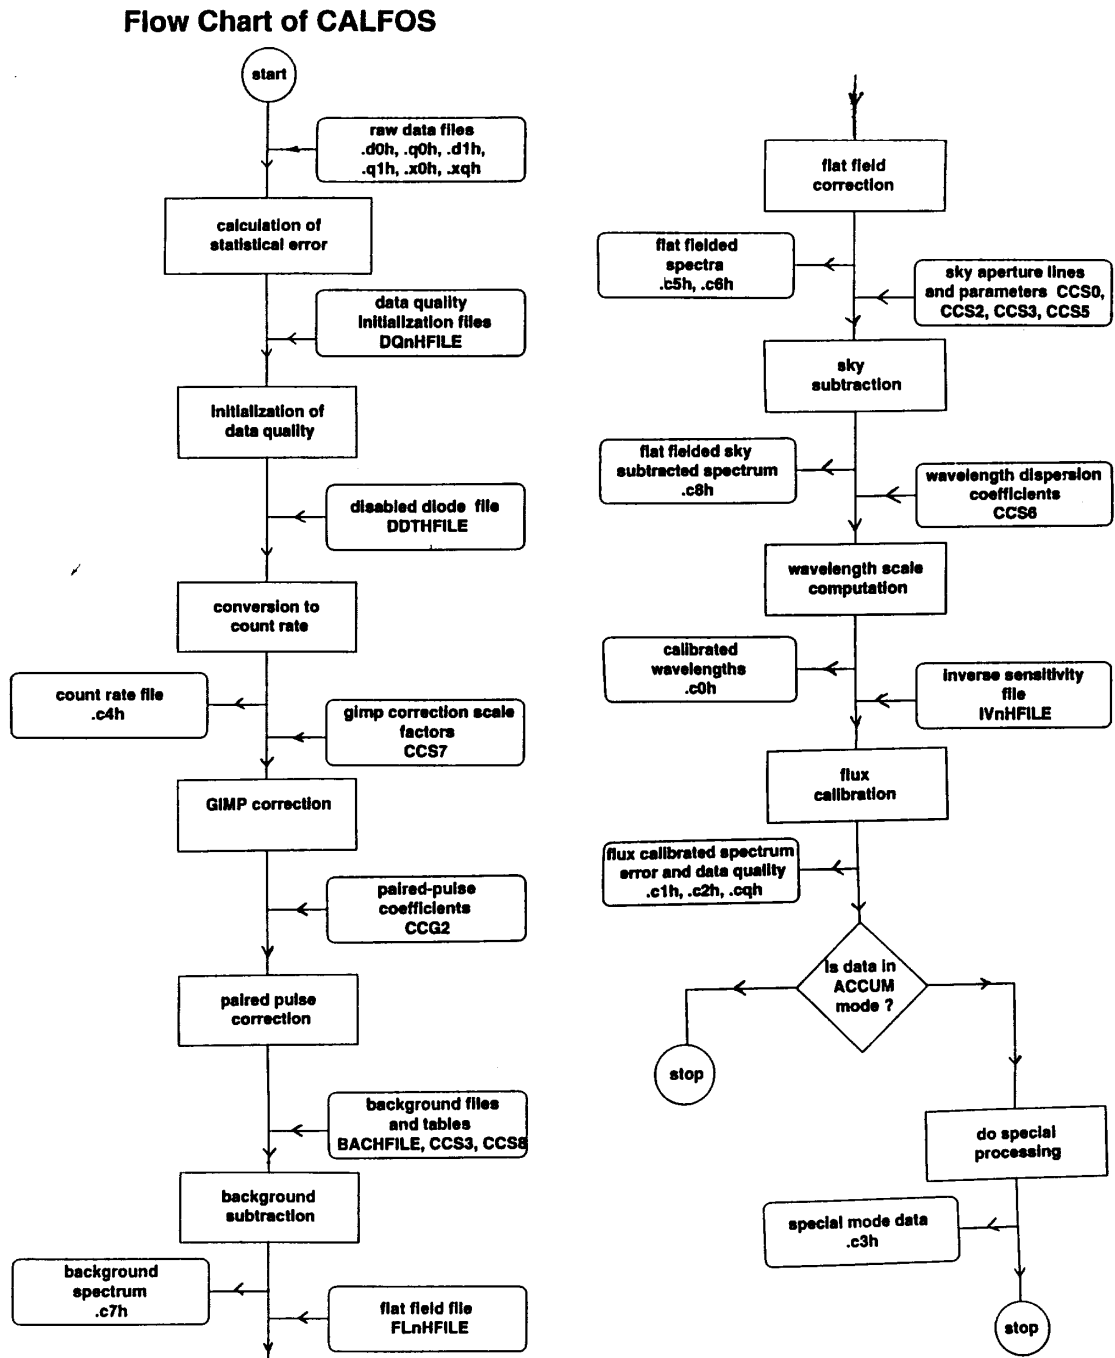 Flow Chart of CALFOS
start
raw data files
.d0h, .q0h, .d1h,
.q1h, .x0h, .xqh
calculation of
statistical error
data quality
initialization files
DQnHFILE
initialization of
data quality
disabled diode file
DDTHFILE
conversion to
count rate
count rate file
.c4h
gimp correction scale
factors
CCS7
GIMP correction
paired-pulse
coefficients
CCG2
paired pulse
correction
background files
and tables
BACHFILE, CCS3, CCS8
background
subtraction
background
spectrum
.c7h
flat field file
FLnHFILE
flat field
correction
flat fielded
spectra
.c5h, .c6h
sky aperture lines
and parameters CCS0,
CCS2, CCS3, CCS5
sky
subtraction
flat fielded sky
subtracted spectrum
.c8h
wavelength dispersion
coefficients
CCS6
wavelength scale
computation
calibrated
wavelengths
.c0h
inverse sensitivity
file
IVnHFILE
flux
calibration
flux calibrated spectrum
error and data quality
.c1h, .c2h, .cqh
Is data in
ACCUM
mode ?
stop
do special
processing
special mode data
.c3h
stop